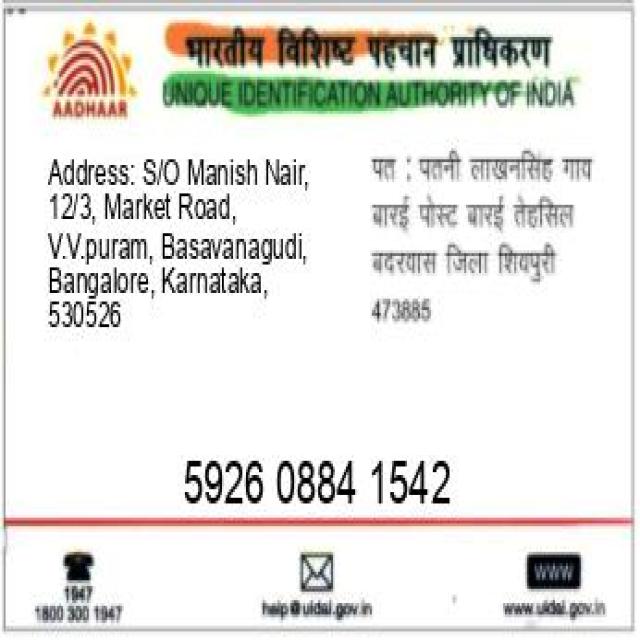 भारतीय विशिष्ट पहचान प्राधिकरण
UNIQUE IDENTIFICATION AUTHORITY OF INDIA
AADHAAR
Address: S/O Manish Nair,
12/3, Market Road,
V.V.puram, Basavanagudi,
Bangalore, Karnataka,
530526
पत : पतनी लाखनसिंह गाव
बारई पोस्ट बारई तेहसिल
बदरवास जिला शिवपुरी
473885
5926 0884 1542
1947
1800 300 1947
help@uidai.gov.in
www
www.uidai.gov.in